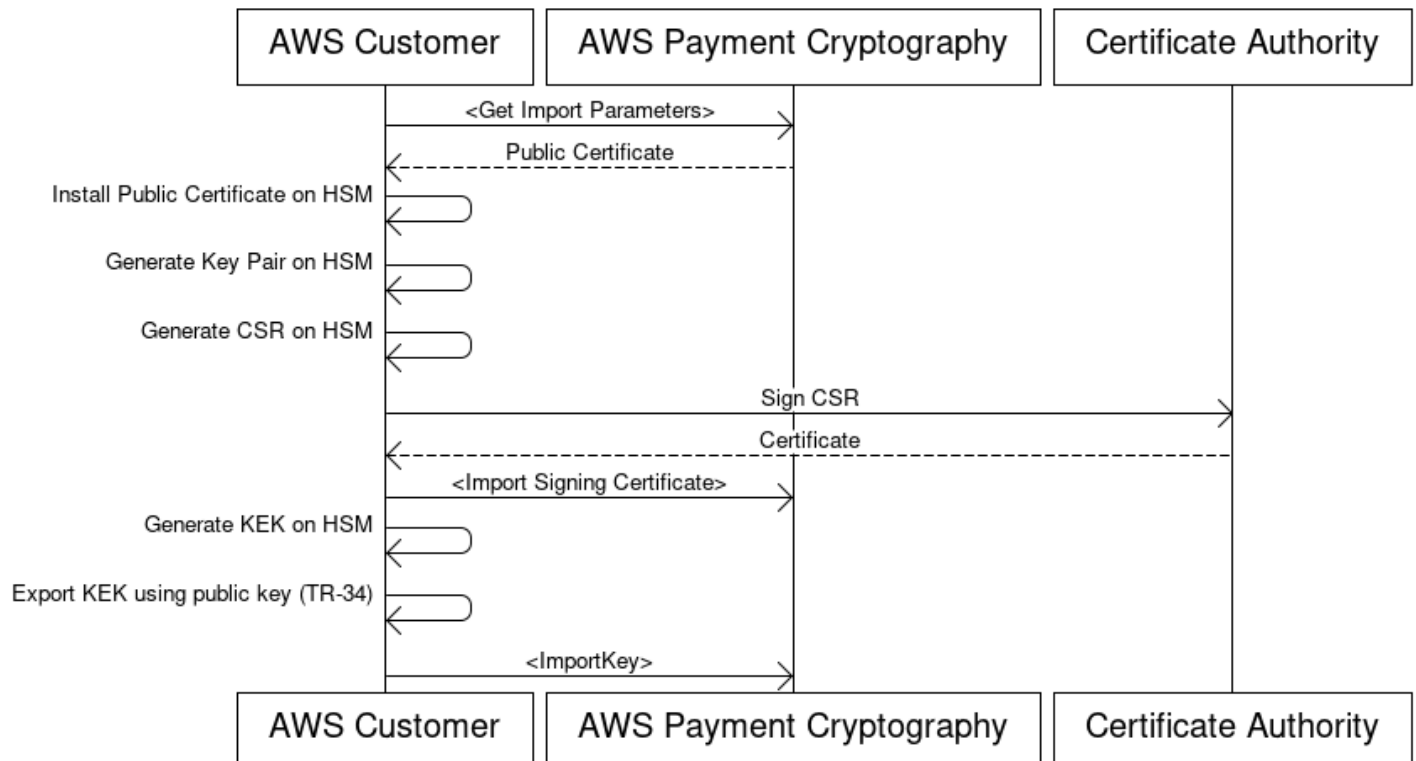 AWS Customer
AWS Payment Cryptography
Certificate Authority
<Get Import Parameters>
Public Certificate
Install Public Certificate on HSM
Generate Key Pair on HSM
Generate CSR on HSM
Sign CSR
Certificate
<Import Signing Certificate>
Generate KEK on HSM
Export KEK using public key (TR-34)
<ImportKey>
AWS Customer
AWS Payment Cryptography
Certificate Authority